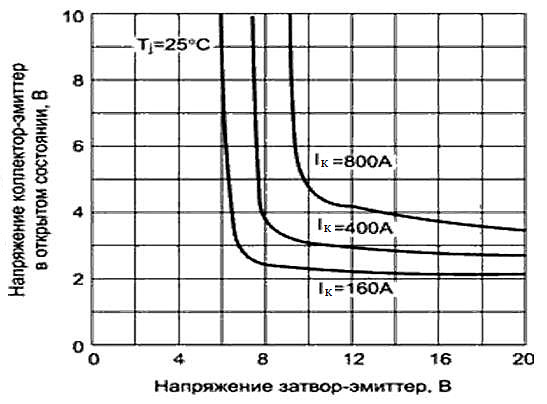 Напряжение коллектор-эмиттер
в открытом состоянии, В
10
8
6
4
2
0
Tj=25°C
IК=800А
IК=400А
IК=160А
0 4 8 12 16 20
Напряжение затвор-эмиттер, В